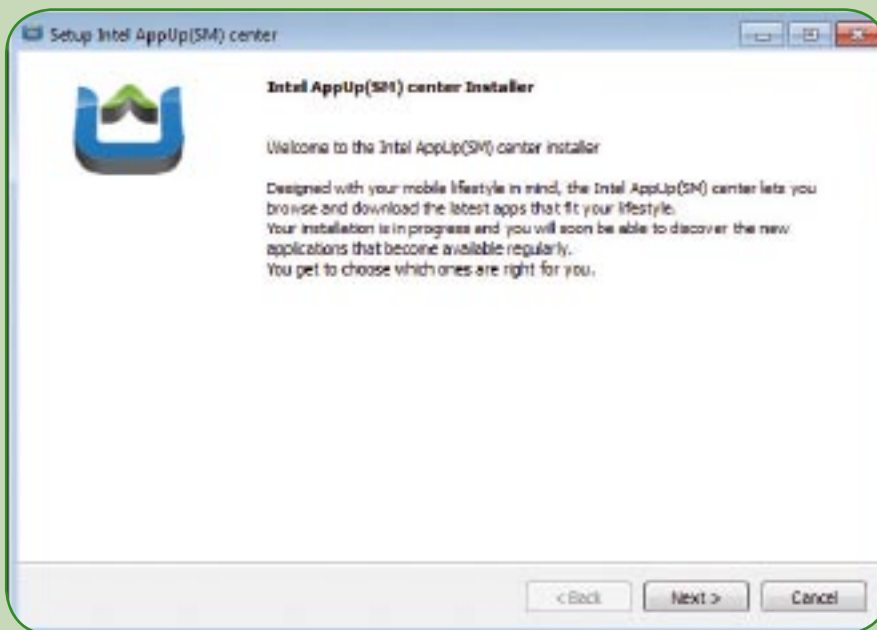 Setup Intel AppUp(SM) center
Intel AppUp(SM) center Installer
Welcome to the Intel AppUp(SM) center installer
Designed with your mobile lifestyle in mind, the Intel AppUp(SM) center lets you
browse and download the latest apps that fit your lifestyle.
Your installation is in progress and you will soon be able to discover the new
applications that become available regularly.
You get to choose which ones are right for you.
< Back
Next >
Cancel